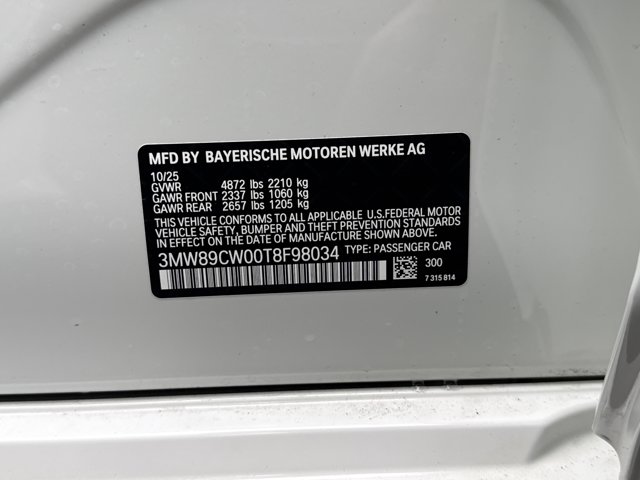 MFD BY BAYERISCHE MOTOREN WERKE AG
10/25
GVWR 4872 lbs 2210 kg
GAWR FRONT 2337 lbs 1060 kg
GAWR REAR 2657 lbs 1205 kg
THIS VEHICLE CONFORMS TO ALL APPLICABLE U.S.FEDERAL MOTOR
VEHICLE SAFETY, BUMPER AND THEFT PREVENTION STANDARDS
IN EFFECT ON THE DATE OF MANUFACTURE SHOWN ABOVE.
3MW89CW00T8F98034 TYPE: PASSENGER CAR
300
7 315 814